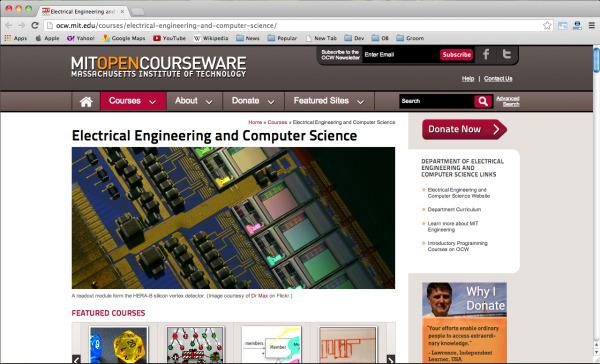 Electrical Engineering and
ocw.mit.edu/courses/electrical-engineering-and-computer-science/
Apps Apple Yahoo! Google Maps YouTube Wikipedia News Popular New Tab Dev OB Groom
Subscribe to the
OCW Newsletter
Enter Email
Subscribe
MITOPENCOURSEWARE
MASSACHUSETTS INSTITUTE OF TECHNOLOGY
Help | Contact Us
Courses About Donate Featured Sites
Search
Advanced
Search
Home » Courses » Electrical Engineering and Computer Science
Electrical Engineering and Computer Science
A readout module form the HERA-B silicon vertex detector. (Image courtesy of Dr Max on Flickr.)
FEATURED COURSES
members
Member
Donate Now
DEPARTMENT OF ELECTRICAL
ENGINEERING AND
COMPUTER SCIENCE LINKS
Electrical Engineering and
Computer Science Website
Department Curriculum
Learn more about MIT
Engineering
Introductory Programming
Courses on OCW
Why I
Donate
"Your efforts enable ordinary
people to access extraordi-
nary knowledge."
- Lawrence, Independent
Learner, USA